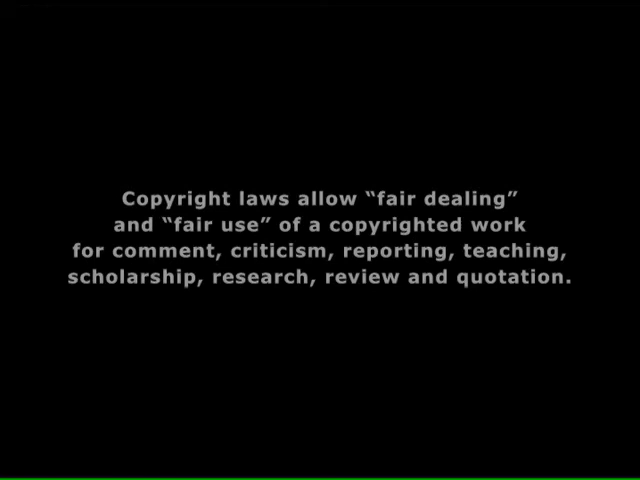 Copyright laws allow “fair dealing”
and “fair use” of a copyrighted work
for comment, criticism, reporting, teaching,
scholarship, research, review and quotation.